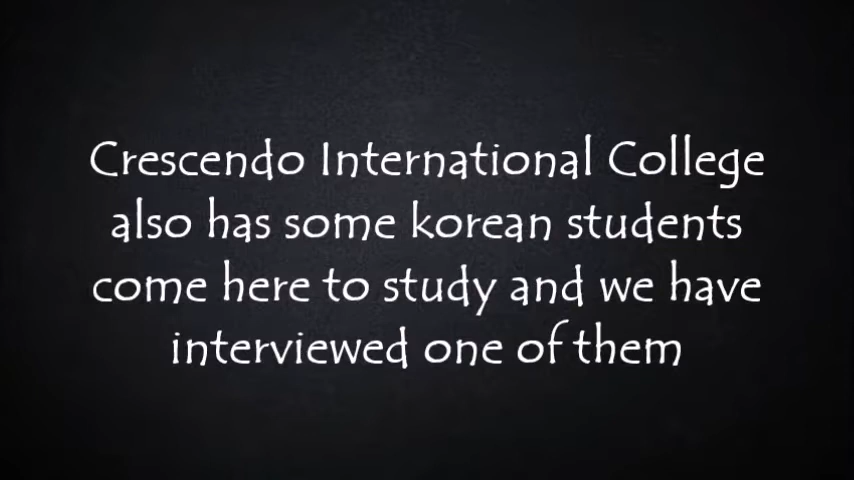 Crescendo International College
also has some korean students
come here to study and we have
interviewed one of them